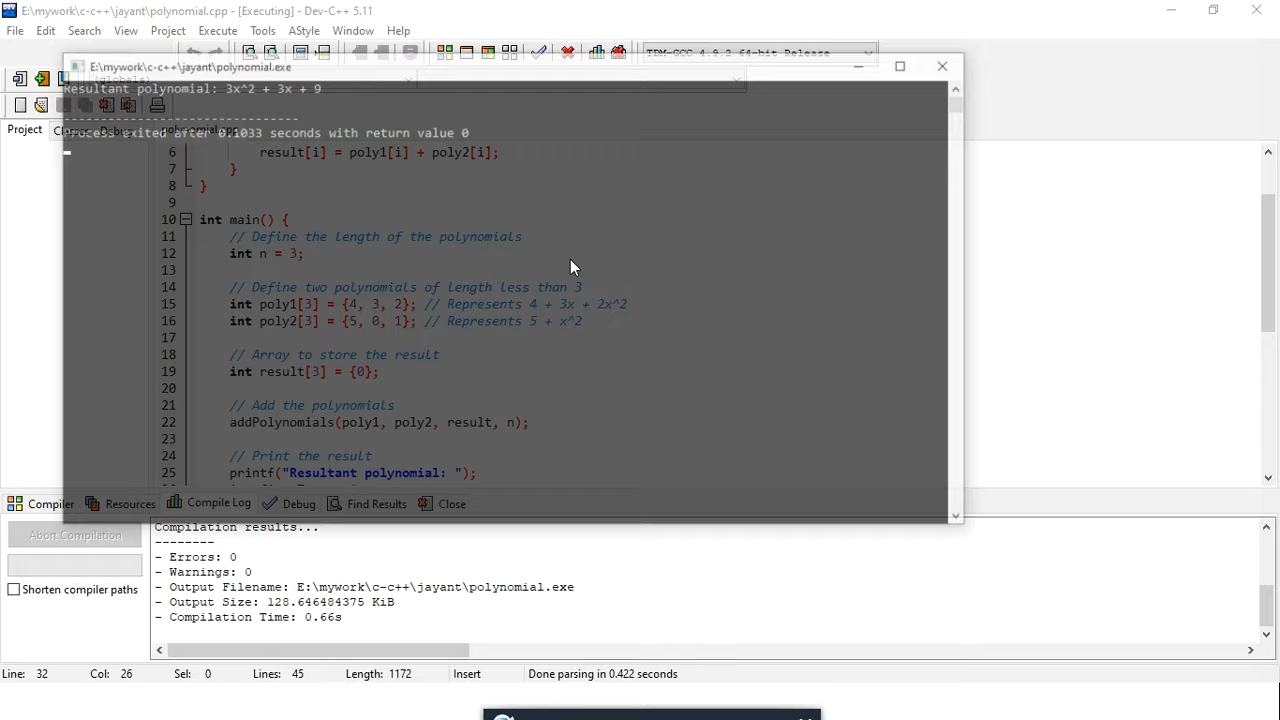 E:\mywork\c-c++\jayant\polynomial.cpp - [Executing] - Dev-C++ 5.11
File Edit Search View Project Execute Tools AStyle Window Help
TDM-GCC 4.9.2 64-bit Release
E:\mywork\c-c++\jayant\polynomial.exe
(globals)
Resultant polynomial: 3x^2 + 3x + 9
--------------------------------
Project Classes Debug polynomial.cpp
Process exited after 0.1033 seconds with return value 0
6 result[i] = poly1[i] + poly2[i];
7 }
8 }
9
10 int main() {
11 // Define the length of the polynomials
12 int n = 3;
13
14 // Define two polynomials of length less than 3
15 int poly1[3] = {4, 3, 2}; // Represents 4 + 3x + 2x^2
16 int poly2[3] = {5, 0, 1}; // Represents 5 + x^2
17
18 // Array to store the result
19 int result[3] = {0};
20
21 // Add the polynomials
22 addPolynomials(poly1, poly2, result, n);
23
24 // Print the result
25 printf("Resultant polynomial: ");
Compiler Resources Compile Log Debug Find Results Close
Abort Compilation
Shorten compiler paths
Compilation results...
--------
- Errors: 0
- Warnings: 0
- Output Filename: E:\mywork\c-c++\jayant\polynomial.exe
- Output Size: 128.646484375 KiB
- Compilation Time: 0.66s
Line: 32 Col: 26 Sel: 0 Lines: 45 Length: 1172 Insert Done parsing in 0.422 seconds